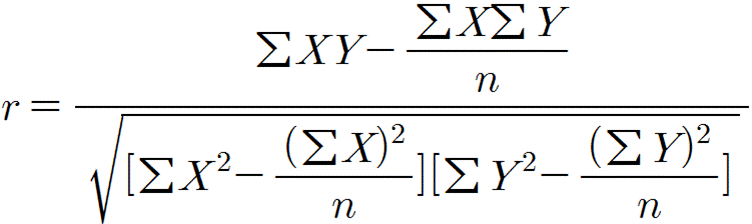 r = \frac{\sum XY - \frac{\sum X \sum Y}{n}}{\sqrt{[\sum X^2 - \frac{(\sum X)^2}{n}][\sum Y^2 - \frac{(\sum Y)^2}{n}]}}